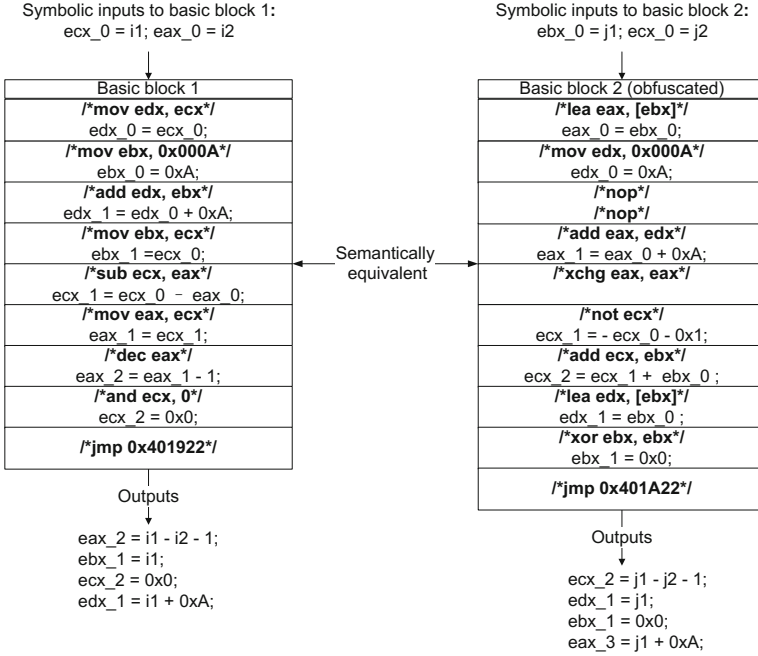 Symbolic inputs to basic block 1:
ecx_0 = i1; eax_0 = i2
Basic block 1
/*mov edx, ecx*/
edx_0 = ecx_0;
/*mov ebx, 0x000A*/
ebx_0 = 0xA;
/*add edx, ebx*/
edx_1 = edx_0 + 0xA;
/*mov ebx, ecx*/
ebx_1 =ecx_0;
/*sub ecx, eax*/
ecx_1 = ecx_0 - eax_0;
/*mov eax, ecx*/
eax_1 = ecx_1;
/*dec eax*/
eax_2 = eax_1 - 1;
/*and ecx, 0*/
ecx_2 = 0x0;
/*jmp 0x401922*/
Outputs
eax_2 = i1 - i2 - 1;
ebx_1 = i1;
ecx_2 = 0x0;
edx_1 = i1 + 0xA;
Semantically
equivalent
Symbolic inputs to basic block 2:
ebx_0 = j1; ecx_0 = j2
Basic block 2 (obfuscated)
/*lea eax, [ebx]*/
eax_0 = ebx_0;
/*mov edx, 0x000A*/
edx_0 = 0xA;
/*nop*/
/*nop*/
/*add eax, edx*/
eax_1 = eax_0 + 0xA;
/*xchg eax, eax*/
/*not ecx*/
ecx_1 = - ecx_0 - 0x1;
/*add ecx, ebx*/
ecx_2 = ecx_1 + ebx_0 ;
/*lea edx, [ebx]*/
edx_1 = ebx_0 ;
/*xor ebx, ebx*/
ebx_1 = 0x0;
/*jmp 0x401A22*/
Outputs
ecx_2 = j1 - j2 - 1;
edx_1 = j1;
ebx_1 = 0x0;
eax_3 = j1 + 0xA;